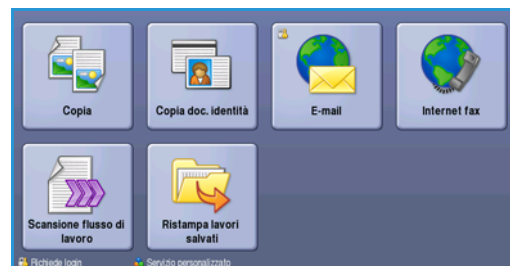 Copia
Copia doc. identità
E-mail
Internet fax
Scansione flusso di
lavoro
Ristampa lavori
salvati
Richiede login
Servizio personalizzato